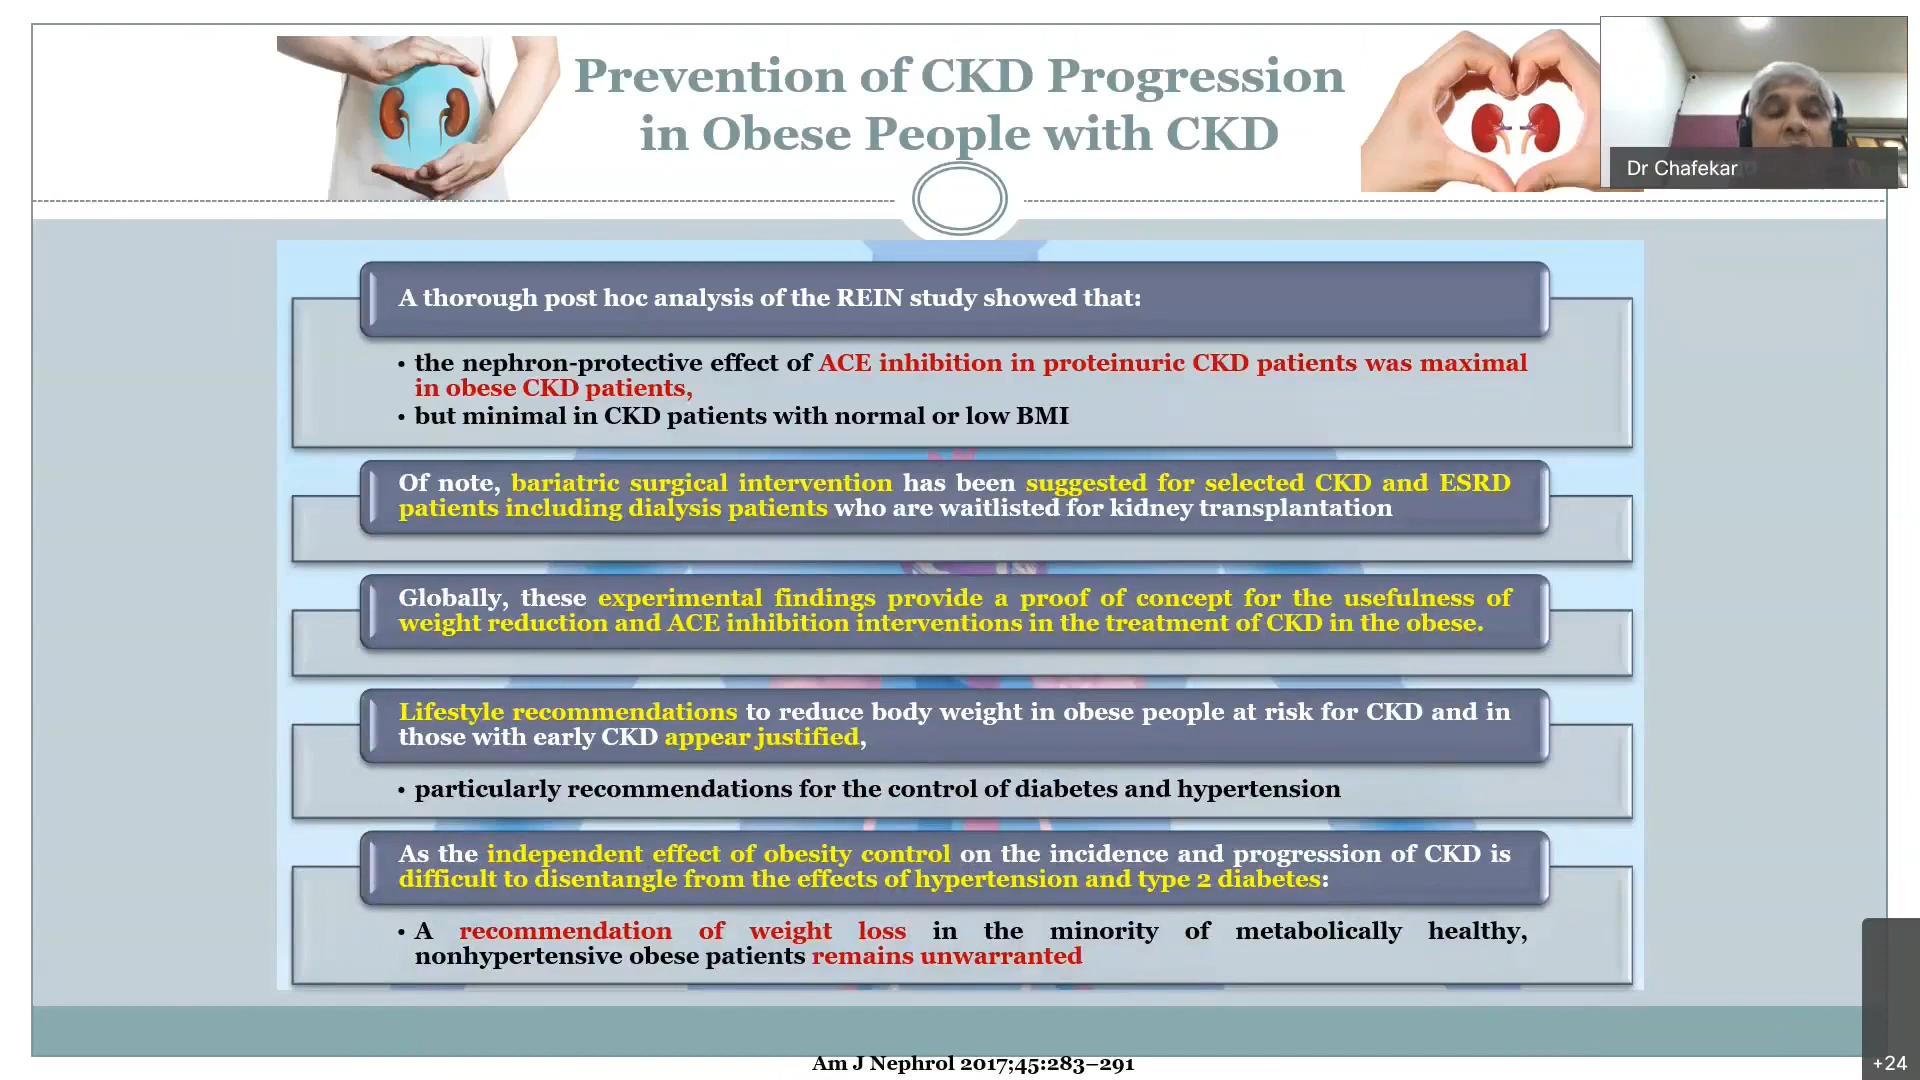 Prevention of CKD Progression
in Obese People with CKD
Dr Chafekar
A thorough post hoc analysis of the REIN study showed that:
• the nephron-protective effect of ACE inhibition in proteinuric CKD patients was maximal
in obese CKD patients,
• but minimal in CKD patients with normal or low BMI
Of note, bariatric surgical intervention has been suggested for selected CKD and ESRD
patients including dialysis patients who are waitlisted for kidney transplantation
Globally, these experimental findings provide a proof of concept for the usefulness of
weight reduction and ACE inhibition interventions in the treatment of CKD in the obese.
Lifestyle recommendations to reduce body weight in obese people at risk for CKD and in
those with early CKD appear justified,
• particularly recommendations for the control of diabetes and hypertension
As the independent effect of obesity control on the incidence and progression of CKD is
difficult to disentangle from the effects of hypertension and type 2 diabetes:
• A recommendation of weight loss in the minority of metabolically healthy,
nonhypertensive obese patients remains unwarranted
Am J Nephrol 2017;45:283–291
+24